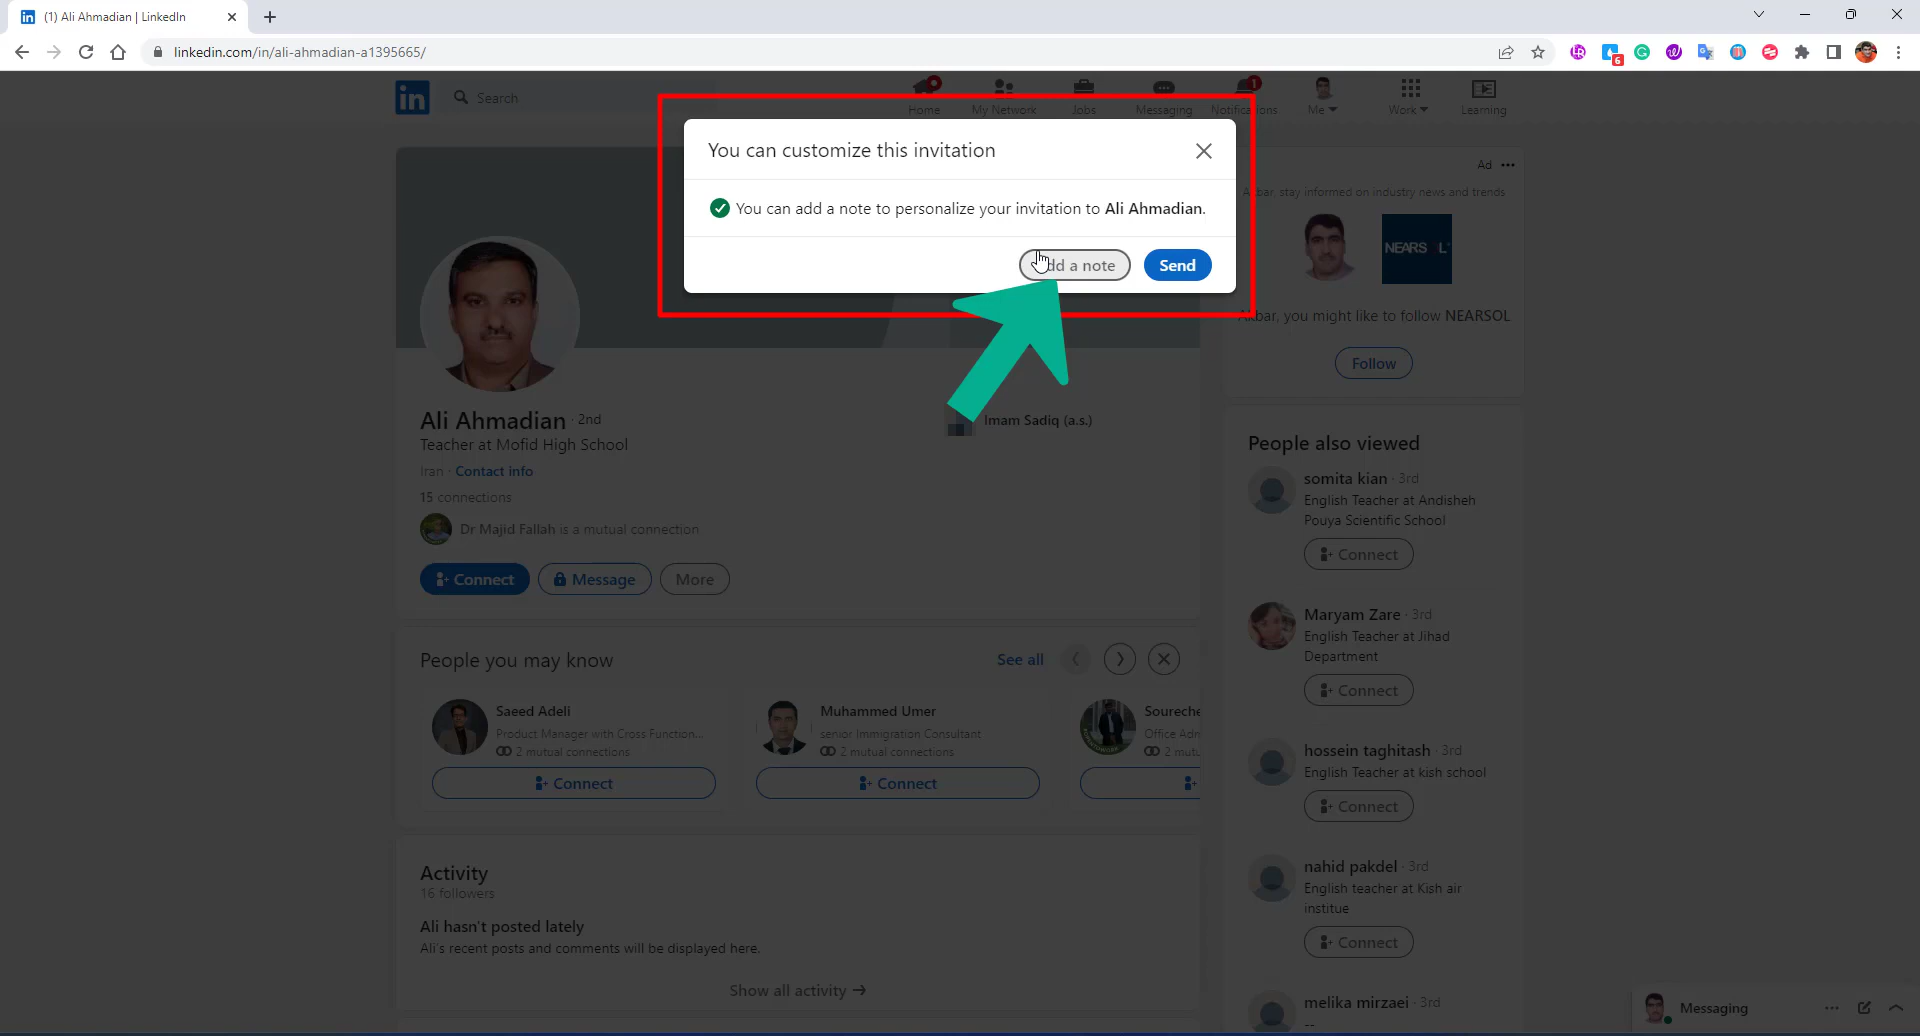 (1) Ali Ahmadian | LinkedIn
linkedin.com/in/ali-ahmadian-a1395665/
6
in
Search
Home
My Network
Jobs
Messaging
1
Me
Work
Learning
You can customize this invitation
You can add a note to personalize your invitation to Ali Ahmadian.
a note
Send
Ad
stay informed on industry news and trends
you might like to follow NEARSOL
Follow
Ali Ahmadian · 2nd
Teacher at Mofid High School
Iran · Contact info
15 connections
Dr Majid Fallah is a mutual connection
Connect
Message
More
Imam Sadiq (a.s.)
People you may know
See all
Saeed Adeli
Product Manager with Cross Function...
2 mutual connections
Connect
Muhammed Umer
senior Immigration Consultant
2 mutual connections
Connect
Activity
16 followers
Ali hasn't posted lately
Ali's recent posts and comments will be displayed here.
Show all activity →
People also viewed
somita kian · 3rd
English Teacher at Andisheh
Pouya Scientific School
Connect
Maryam Zare · 3rd
English Teacher at Jihad
Department
Connect
hossein taghitash · 3rd
English Teacher at kish school
Connect
nahid pakdel · 3rd
English teacher at Kish air
institue
Connect
melika mirzaei · 3rd
--
Messaging